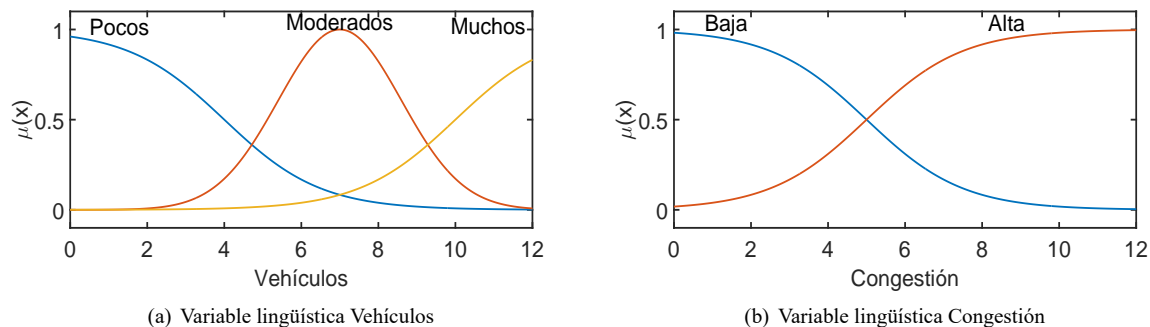 Pocos Moderados Muchos
1
0.5
0
μ(x)
0 2 4 6 8 10 12
Vehículos
(a) Variable lingüística Vehículos
Baja Alta
1
0.5
0
μ(x)
0 2 4 6 8 10 12
Congestión
(b) Variable lingüística Congestión